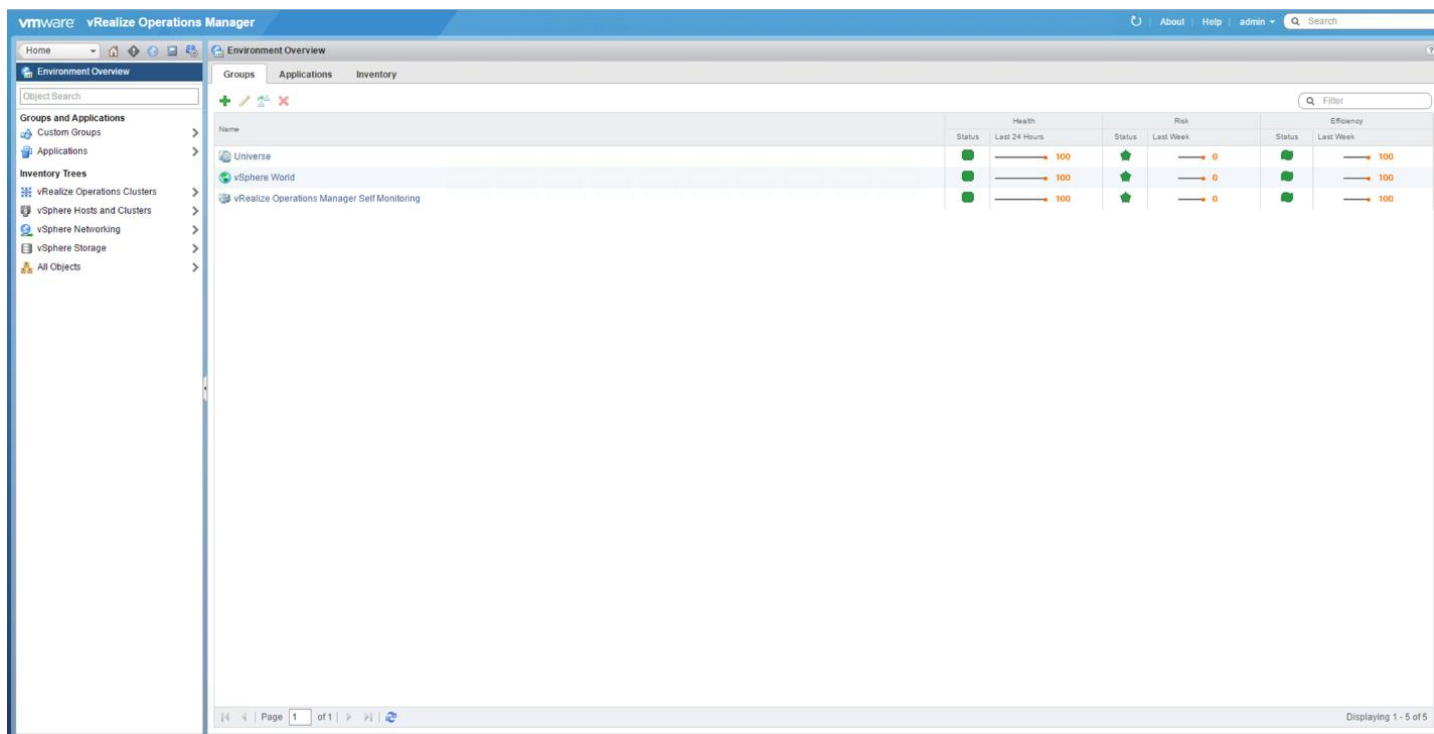 vmware vRealize Operations Manager
About Help admin Search
Home
Environment Overview
Object Search
Groups and Applications
Custom Groups
Applications
Inventory Trees
vRealize Operations Clusters
vSphere Hosts and Clusters
vSphere Networking
vSphere Storage
All Objects
Environment Overview
Groups Applications Inventory
Filter
Name Health Risk Efficiency
Status Last 24 Hours Status Last Week Status Last Week
Universe 100 0 100
vSphere World 100 0 100
vRealize Operations Manager Self Monitoring 100 0 100
Page 1 of 1 Displaying 1 - 5 of 5